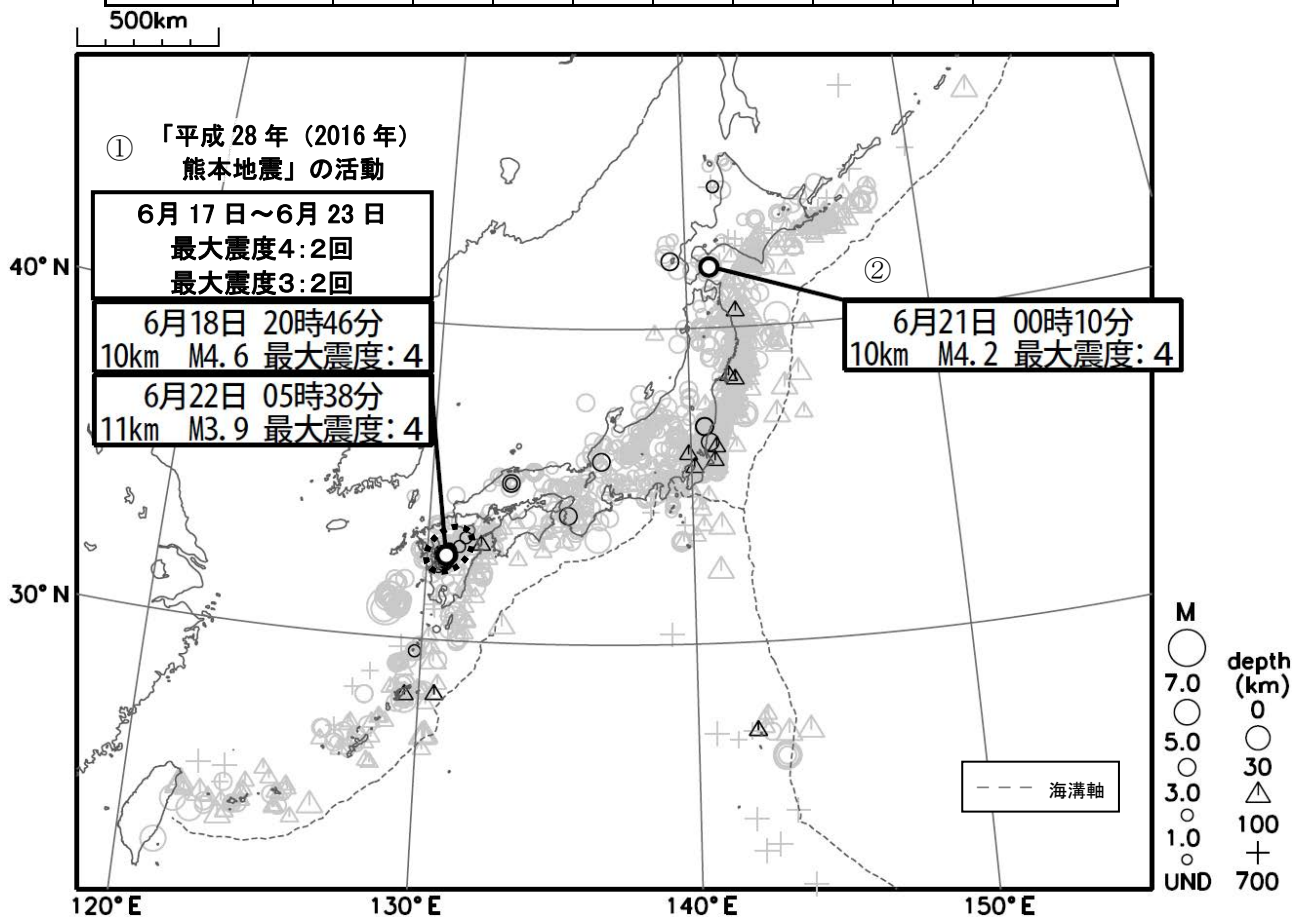 500km
① 「平成 28 年（2016 年）
熊本地震」の活動
６月 17 日～６月 23 日
最大震度４：２回
最大震度３：２回
6月18日 20時46分
10km M4.6 最大震度：4
6月22日 05時38分
11km M3.9 最大震度：4
②
6月21日 00時10分
10km M4.2 最大震度：4
40°N
30°N
120°E
130°E
140°E
150°E
海溝軸
M
7.0
5.0
3.0
1.0
UND
depth
(km)
0
30
100
700